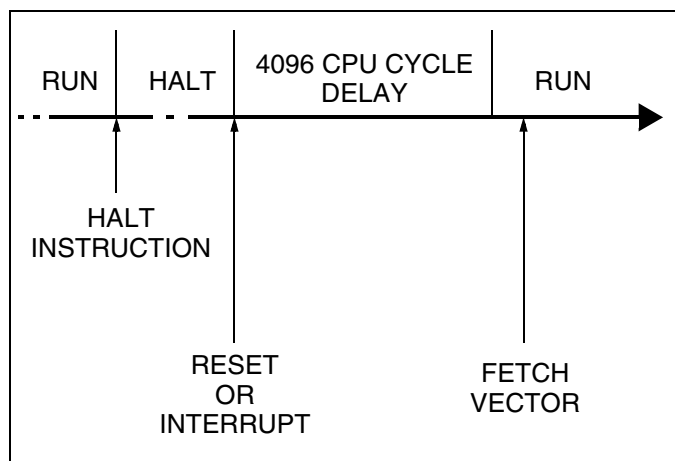 RUN
HALT
4096 CPU CYCLE
DELAY
RUN
HALT
INSTRUCTION
RESET
OR
INTERRUPT
FETCH
VECTOR